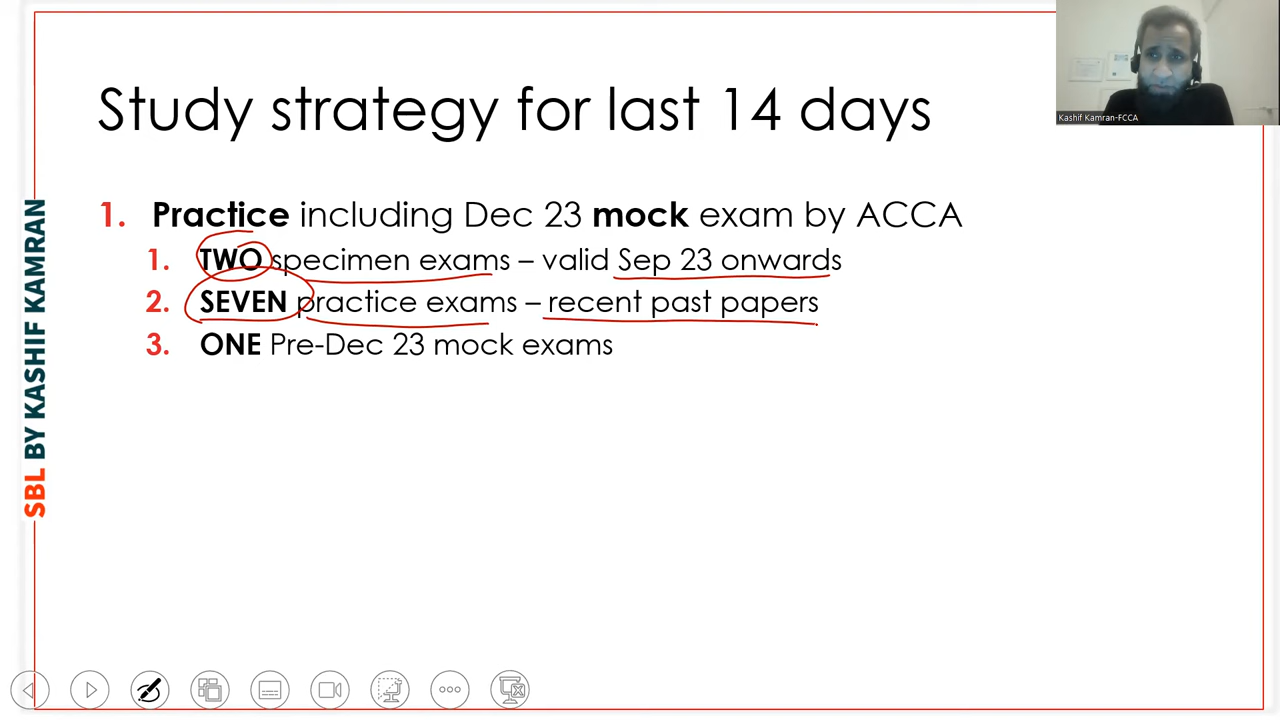 Study strategy for last 14 days
Kashif Kamran-FCCA
1. Practice including Dec 23 mock exam by ACCA
1. TWO specimen exams – valid Sep 23 onwards
2. SEVEN practice exams – recent past papers
3. ONE Pre-Dec 23 mock exams
SBL BY KASHIF KAMRAN